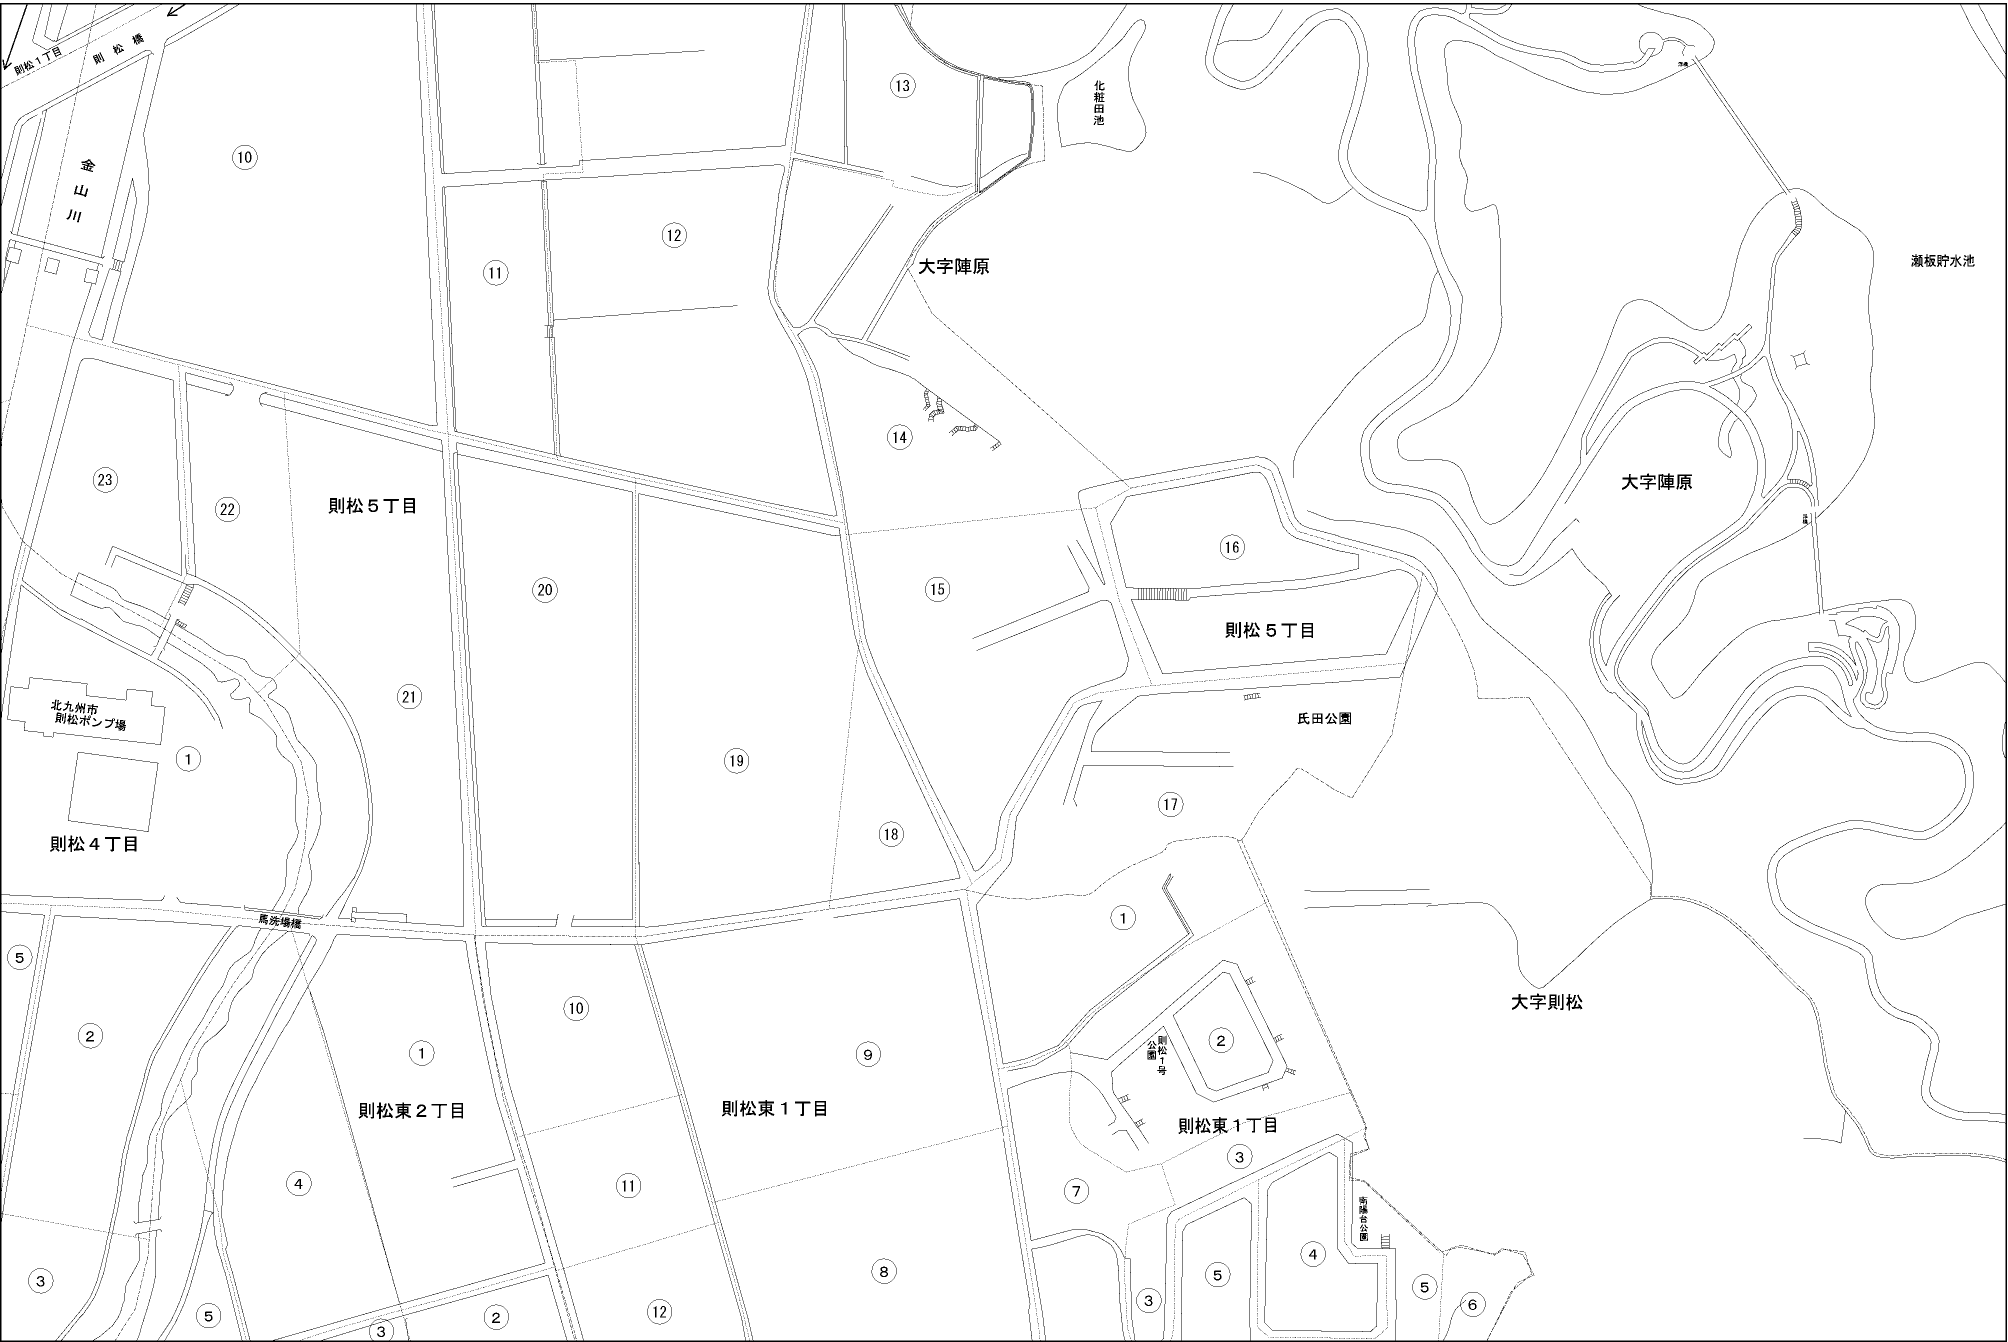 則松１丁目
則松橋
金山川
⑩
⑪
⑫
⑬
化粧田池
大字陣原
瀬板貯水池
⑭
大字陣原
㉓
㉒
則松５丁目
⑳
⑮
⑯
則松５丁目
北九州市
則松ポンプ場
①
㉑
⑲
氏田公園
⑰
⑱
則松４丁目
馬洗場橋
①
⑤
②
⑩
⑨
①
則松東２丁目
則松東１丁目
②
則松１号
公園
則松東１丁目
大字則松
③
④
⑪
⑦
南陽台公園
③
⑤
⑫
②
③
⑧
③
⑤
④
⑤
⑥